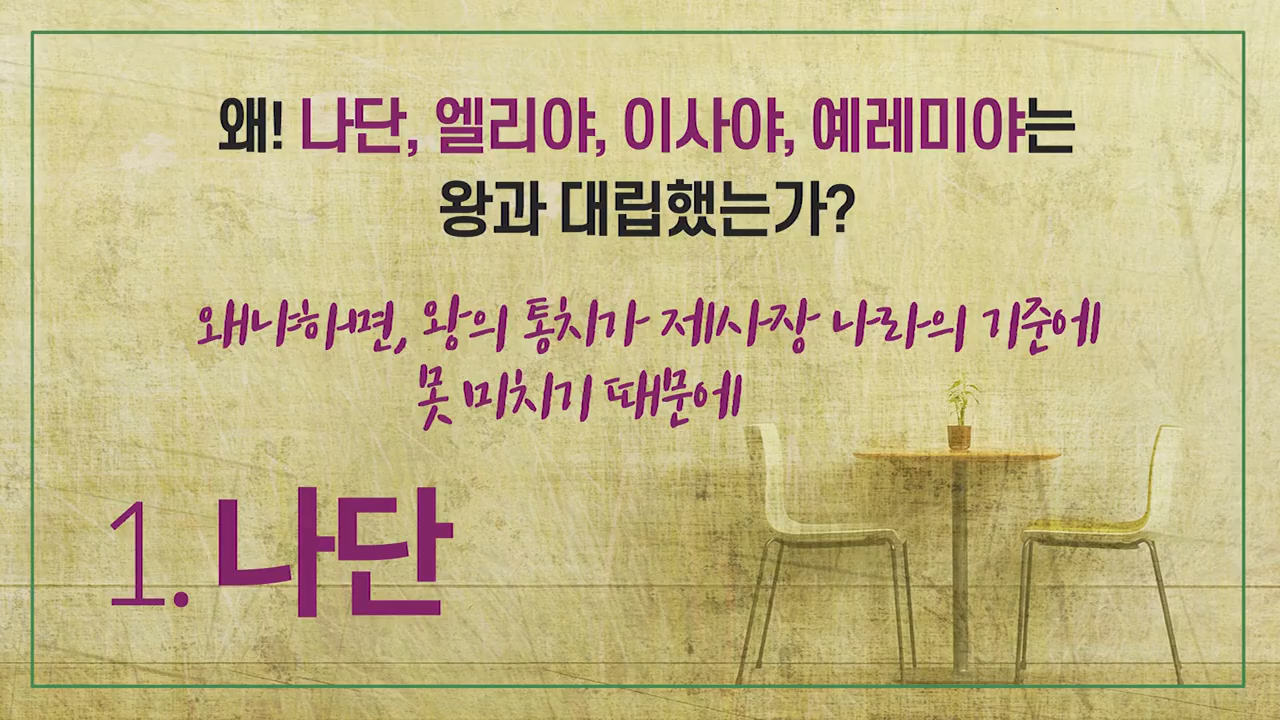 왜! 나단, 엘리야, 이사야, 예레미야는
왕과 대립했는가?
왜냐하면, 왕의 통치가 제사장 나라의 기준에
못 미치기 때문에
1. 나단